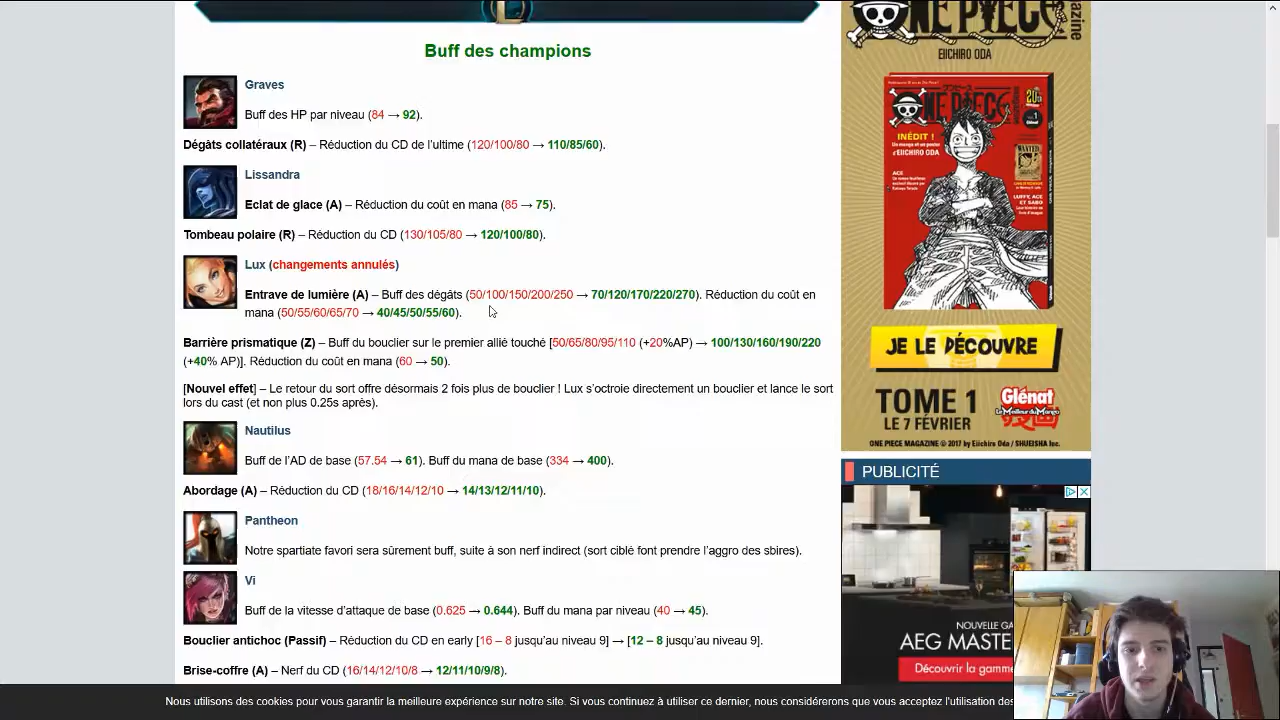 Buff des champions
Graves
Buff des HP par niveau (84 → 92).
Dégâts collatéraux (R) – Réduction du CD de l'ultime (120/100/80 → 110/85/60).
Lissandra
Eclat de glace (A) – Réduction du coût en mana (85 → 75).
Tombeau polaire (R) – Réduction du CD (130/105/80 → 120/100/80).
Lux (changements annulés)
Entrave de lumière (A) – Buff des dégâts (50/100/150/200/250 → 70/120/170/220/270). Réduction du coût en
mana (50/55/60/65/70 → 40/45/50/55/60).
Barrière prismatique (Z) – Buff du bouclier sur le premier allié touché [50/65/80/95/110 (+20%AP) → 100/130/160/190/220
(+40% AP)]. Réduction du coût en mana (60 → 50).
[Nouvel effet] – Le retour du sort offre désormais 2 fois plus de bouclier ! Lux s'octroie directement un bouclier et lance le sort
lors du cast (et non plus 0.25s après).
Nautilus
Buff de l'AD de base (57.54 → 61). Buff du mana de base (334 → 400).
Abordage (A) – Réduction du CD (18/16/14/12/10 → 14/13/12/11/10).
Pantheon
Notre spartiate favori sera sûrement buff, suite à son nerf indirect (sort ciblé font prendre l'aggro des sbires).
Vi
Buff de la vitesse d'attaque de base (0.625 → 0.644). Buff du mana par niveau (40 → 45).
Bouclier antichoc (Passif) – Réduction du CD en early [16 – 8 jusqu'au niveau 9] → [12 – 8 jusqu'au niveau 9].
Brise-coffre (A) – Nerf du CD (16/14/12/10/8 → 12/11/10/9/8).
ONE PIECE
EIICHIRO ODA
ONE PIECE
INÉDIT !
JE LE DÉCOUVRE
TOME 1
LE 7 FÉVRIER
Glénat
ONE PIECE MAGAZINE © 2017 by Eiichiro Oda / SHUEISHA Inc.
PUBLICITÉ
NOUVELLE GA
AEG MASTE
Découvrir la gamme
Nous utilisons des cookies pour vous garantir la meilleure expérience sur notre site. Si vous continuez à utiliser ce dernier, nous considérerons que vous acceptez l'utilisation des